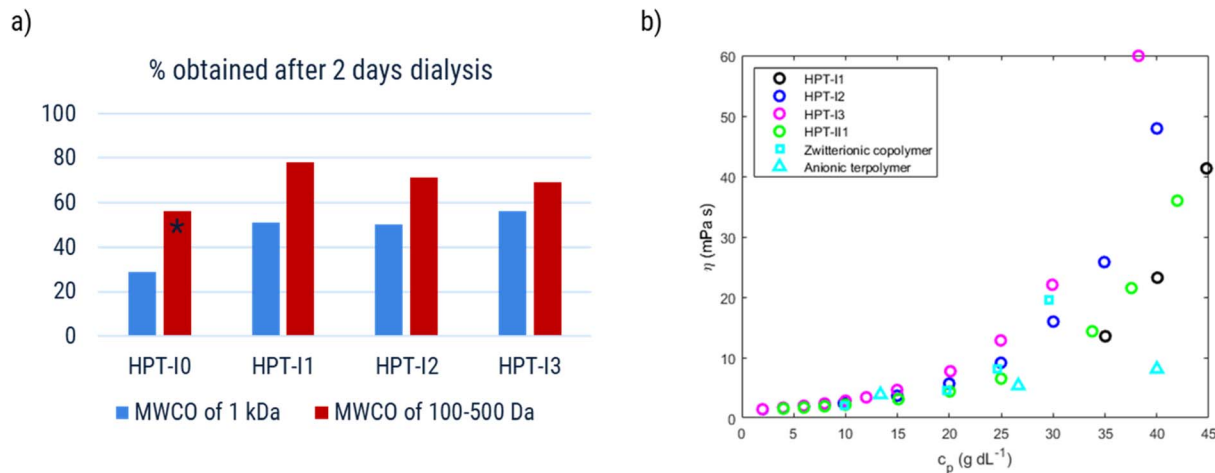 a)
% obtained after 2 days dialysis
100
80
60
40
20
0
*
HPT-I0 HPT-I1 HPT-I2 HPT-I3
MWCO of 1 kDa MWCO of 100-500 Da
b)
60
50
40
30
20
10
0
η (mPa s)
HPT-I1
HPT-I2
HPT-I3
HPT-II1
Zwitterionic copolymer
Anionic terpolymer
0 5 10 15 20 25 30 35 40 45
c_p (g dL⁻¹)